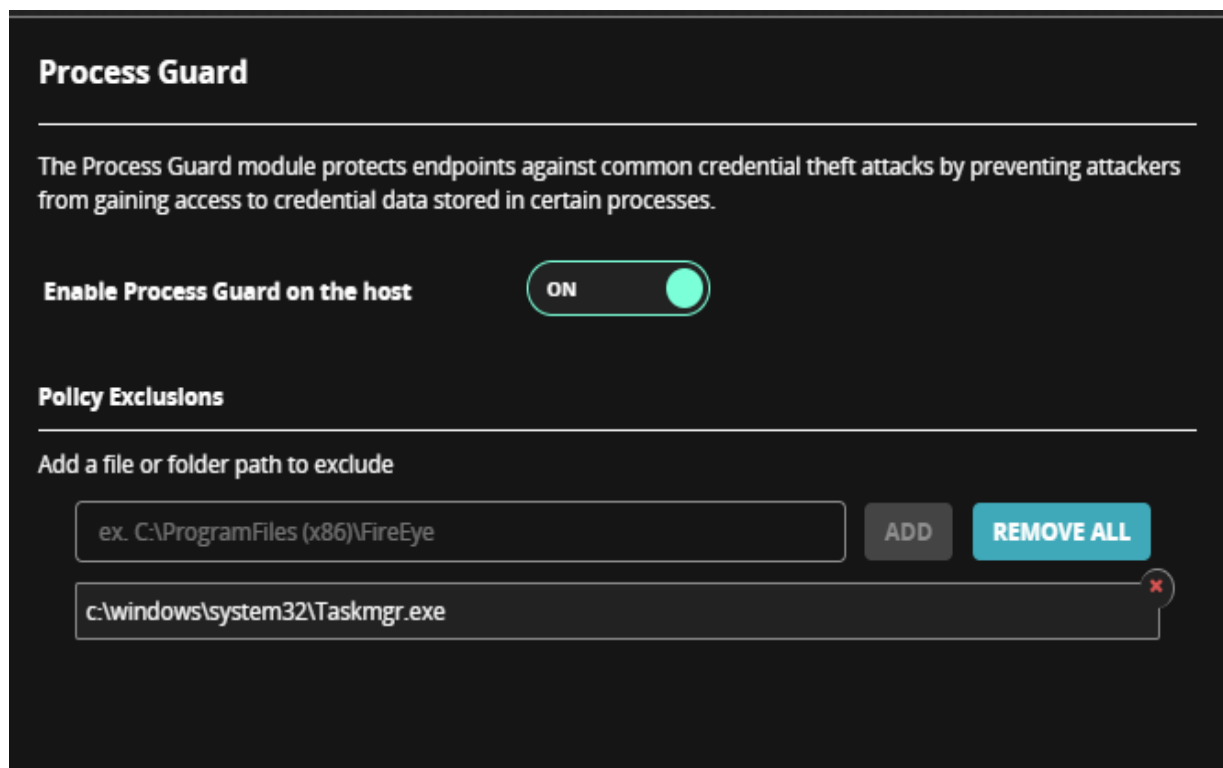 Process Guard
The Process Guard module protects endpoints against common credential theft attacks by preventing attackers
from gaining access to credential data stored in certain processes.
Enable Process Guard on the host
ON
Policy Exclusions
Add a file or folder path to exclude
ex. C:\ProgramFiles (x86)\FireEye
ADD
REMOVE ALL
c:\windows\system32\Taskmgr.exe